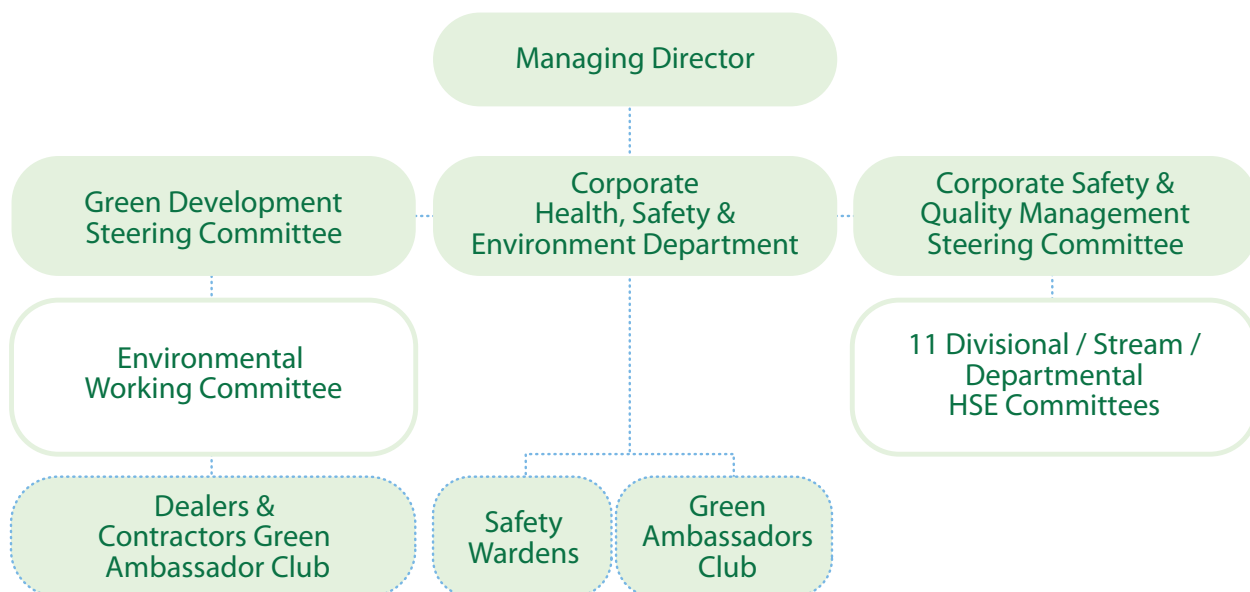 Managing Director
Green Development
Steering Committee
Corporate
Health, Safety &
Environment Department
Corporate Safety &
Quality Management
Steering Committee
Environmental
Working Committee
11 Divisional / Stream /
Departmental
HSE Committees
Dealers &
Contractors Green
Ambassador Club
Safety
Wardens
Green
Ambassadors
Club